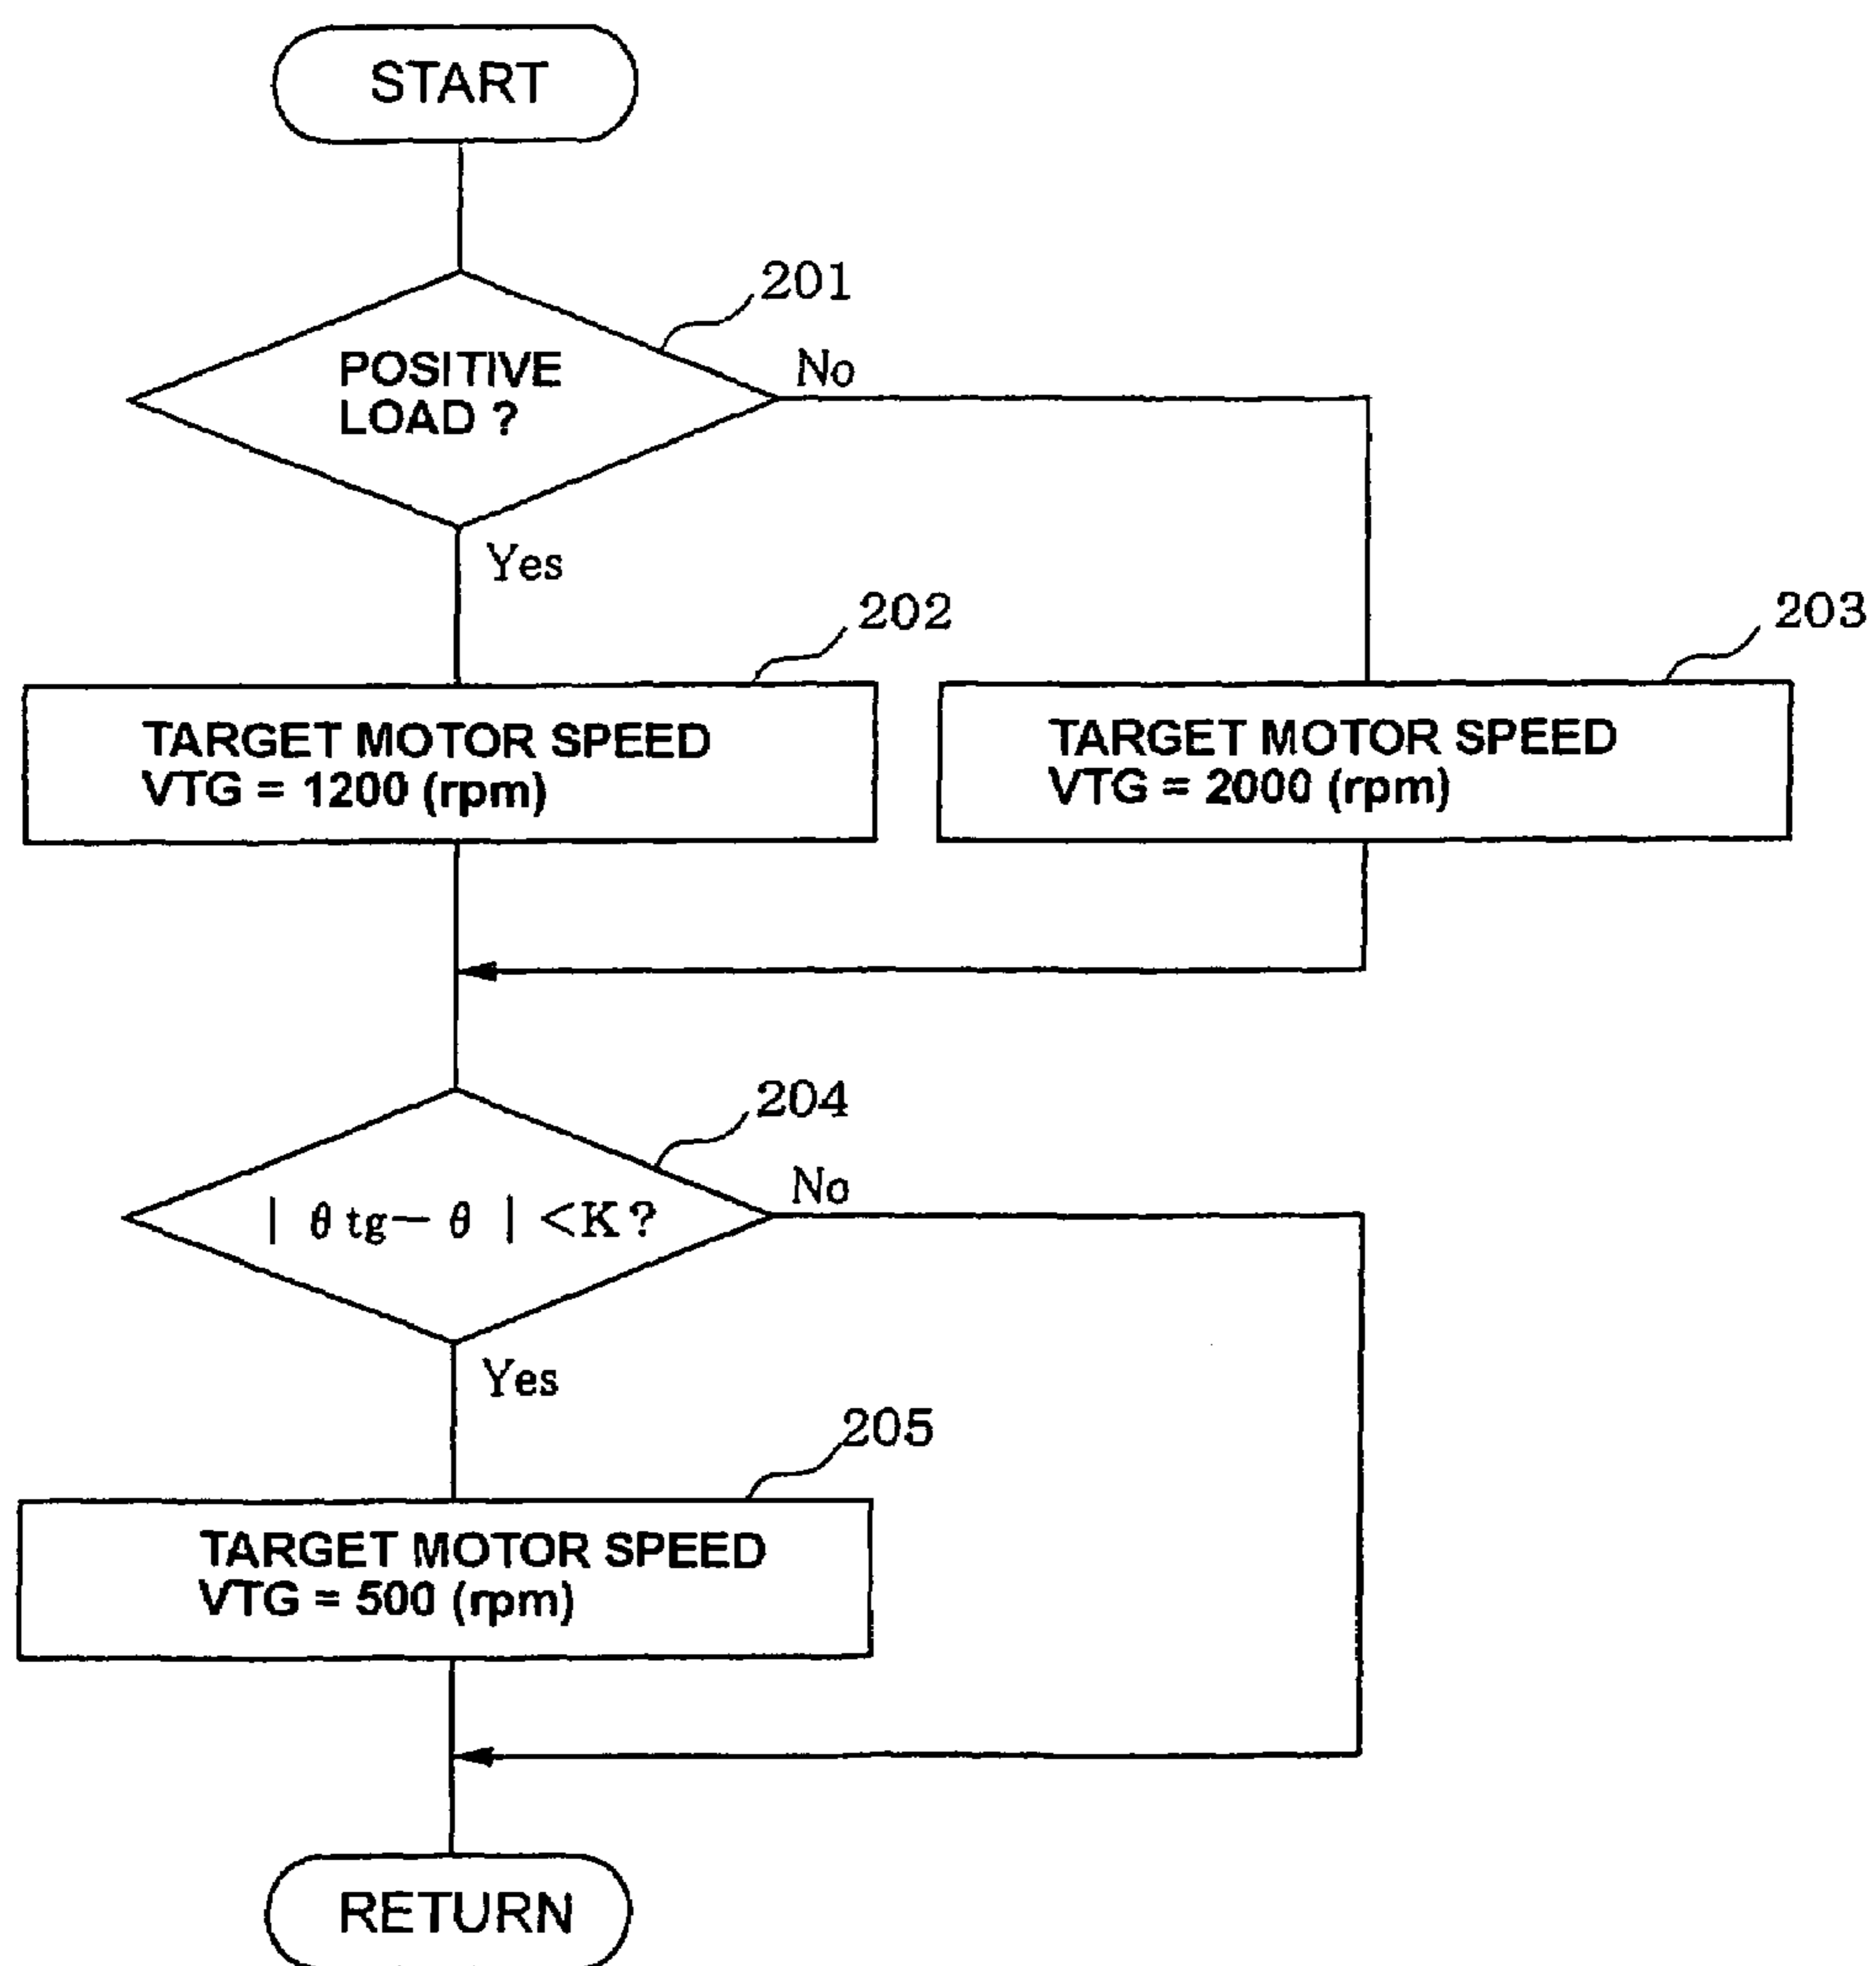 START
201
POSITIVE
LOAD ?
No
Yes
202
TARGET MOTOR SPEED
VTG = 1200 (rpm)
203
TARGET MOTOR SPEED
VTG = 2000 (rpm)
204
| θ tg− θ | <K?
No
Yes
205
TARGET MOTOR SPEED
VTG = 500 (rpm)
RETURN